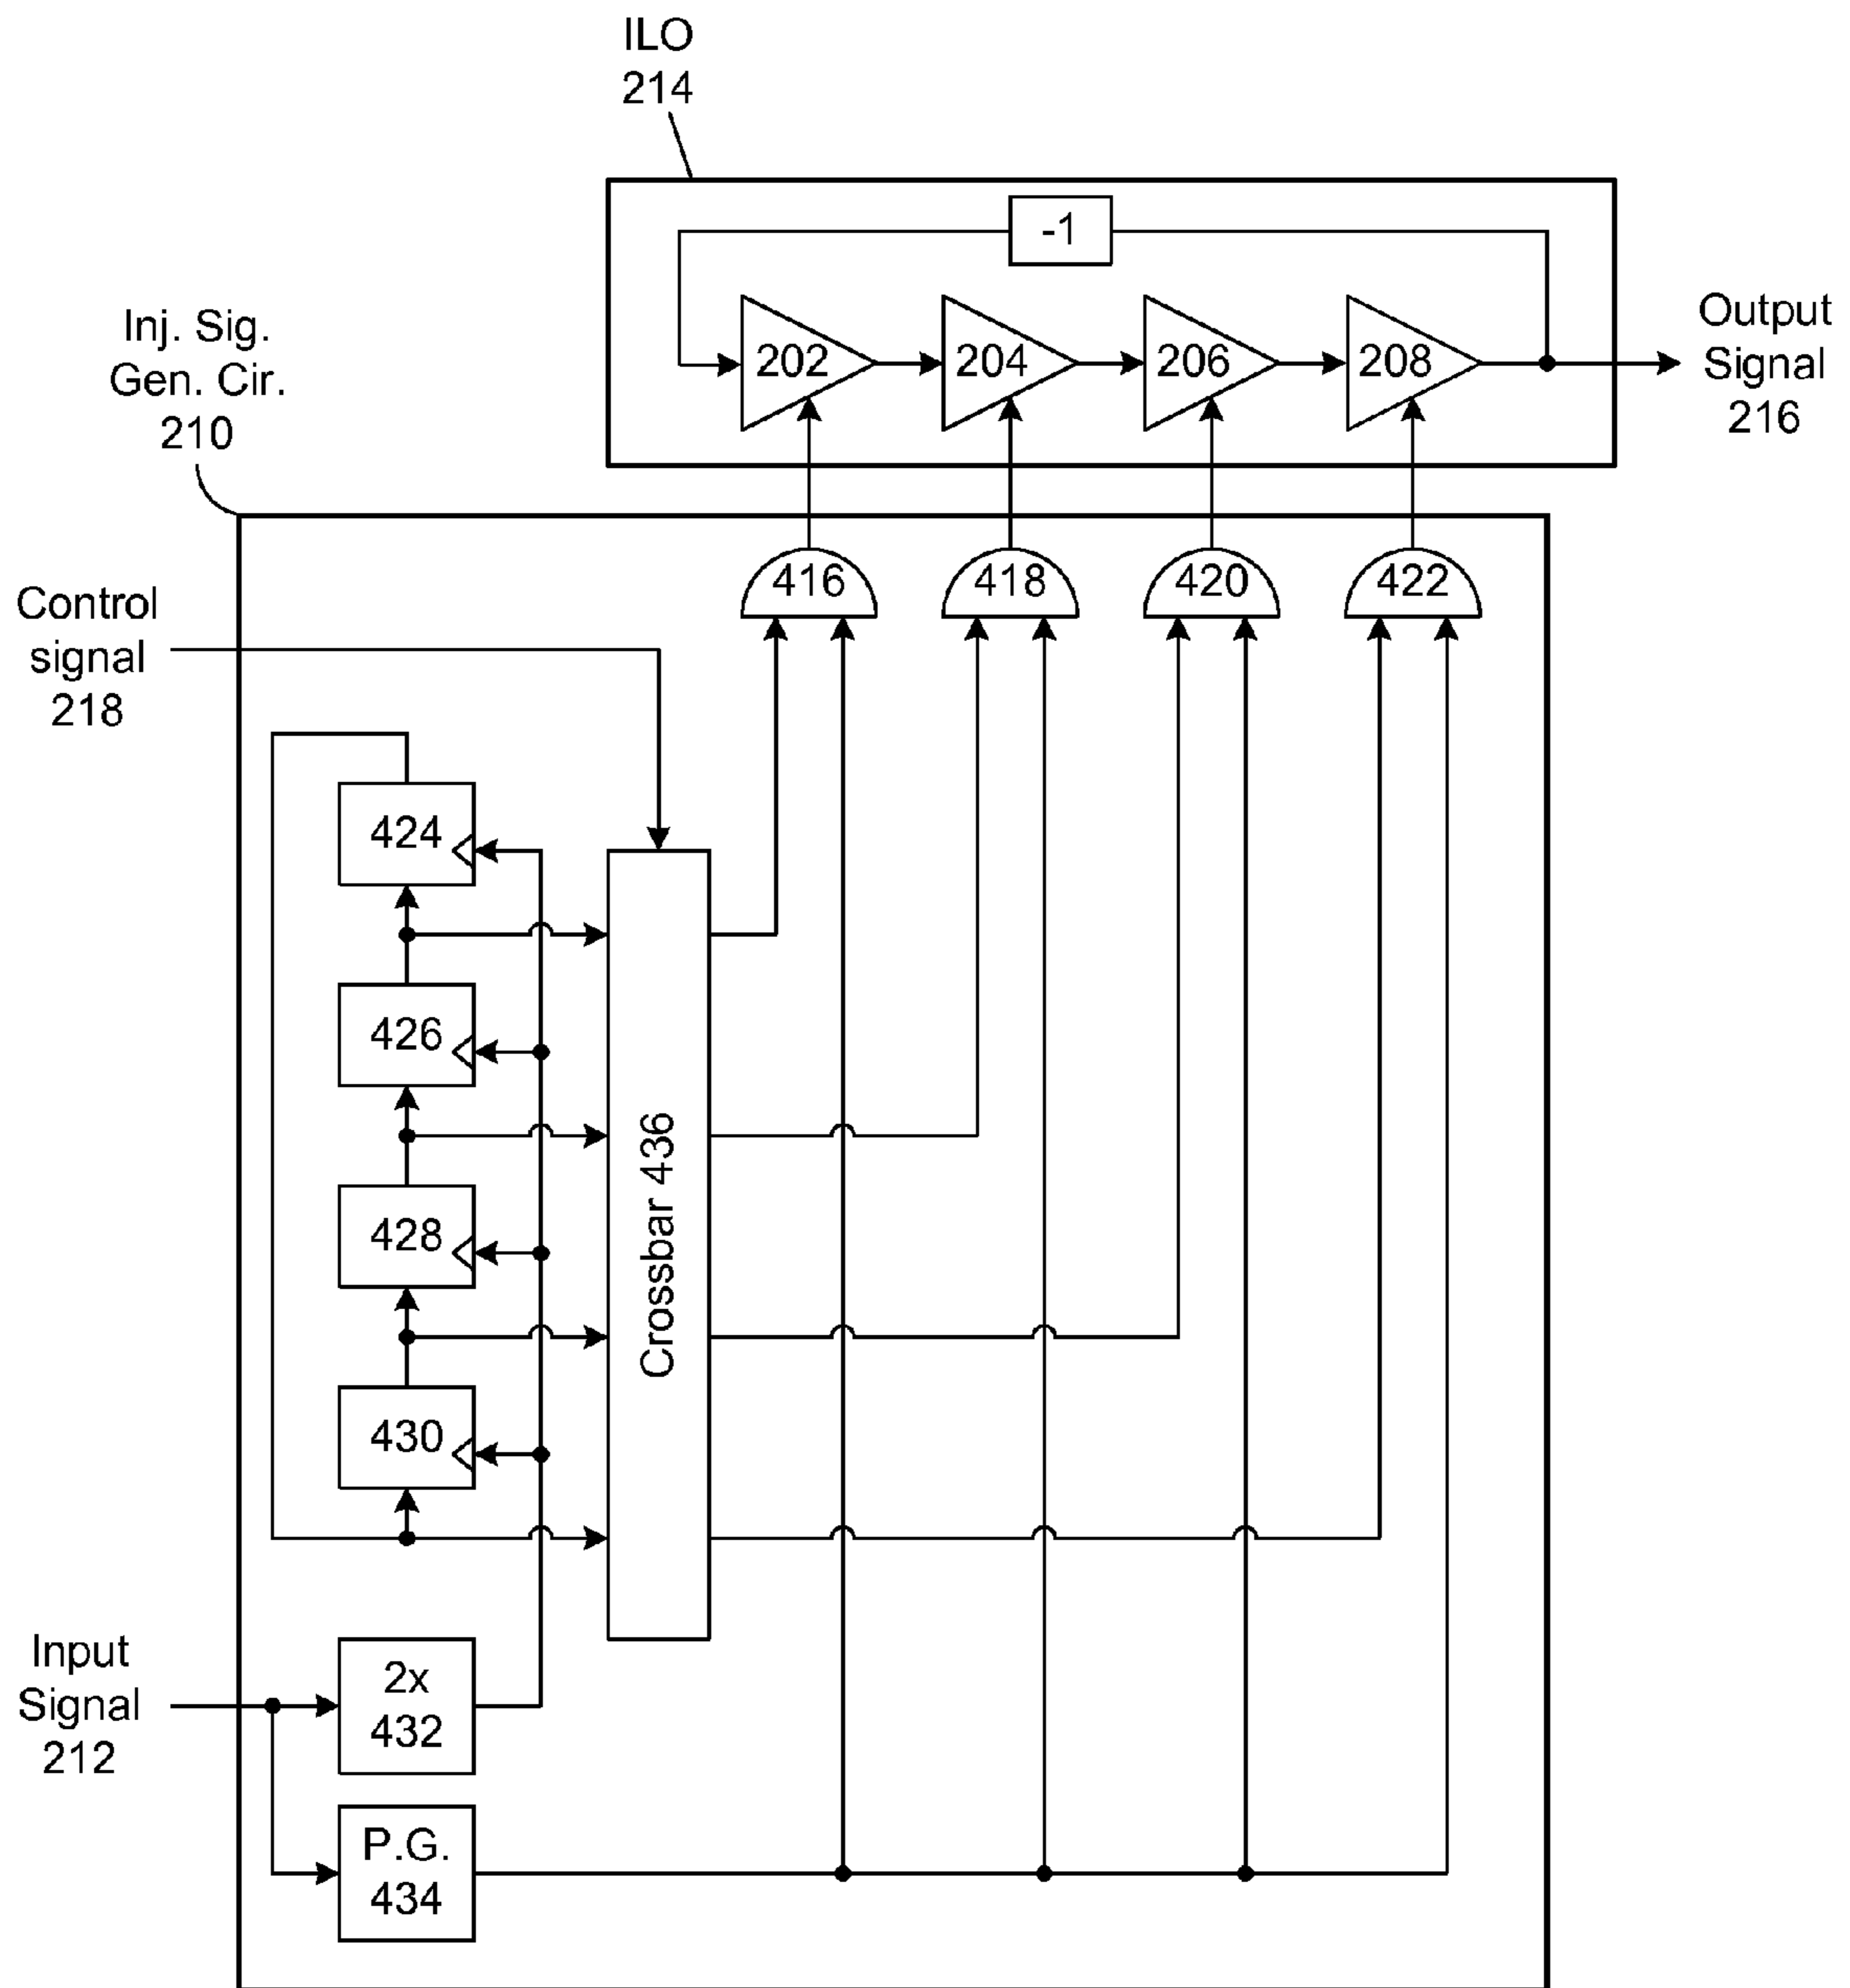 ILO
214
-1
202
204
206
208
Output
Signal
216
Inj. Sig.
Gen. Cir.
210
416
418
420
422
Control
signal
218
424
426
428
430
Crossbar 436
Input
Signal
212
2x
432
P.G.
434